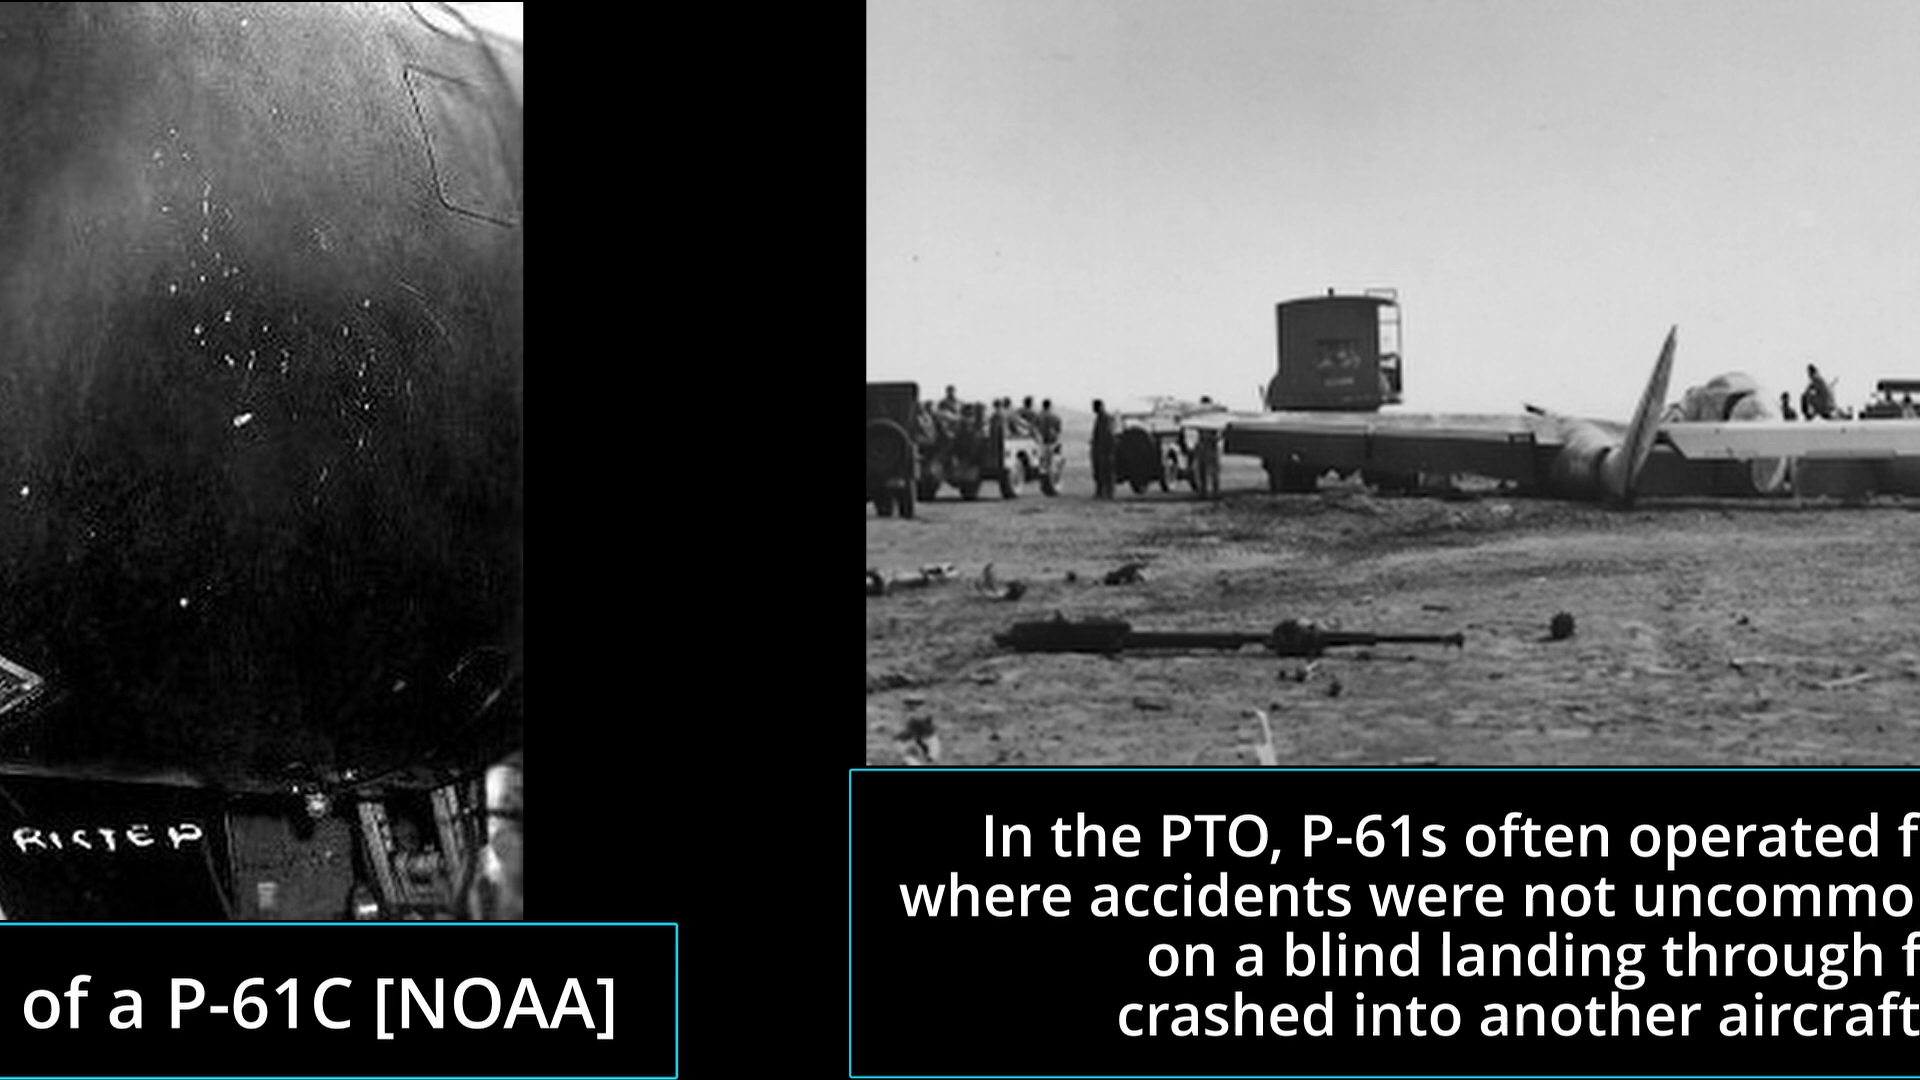 RICTER
of a P-61C [NOAA]
In the PTO, P-61s often operated f
where accidents were not uncommo
on a blind landing through f
crashed into another aircraft